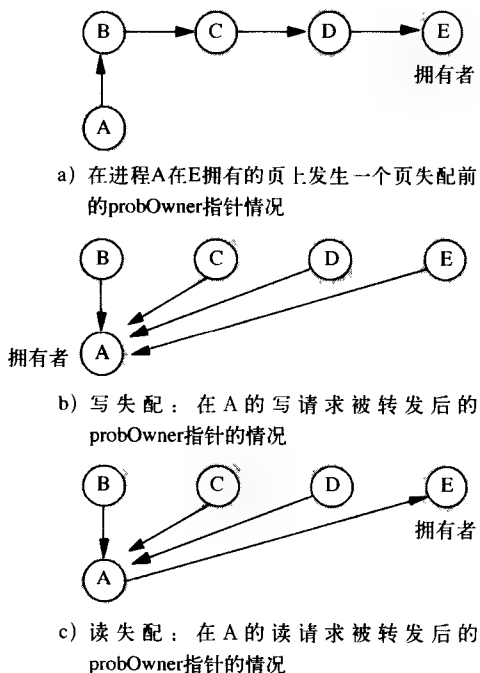 B C D E
拥有者
A
a) 在进程A在E拥有的页上发生一个页失配前
的probOwner指针情况
B C D E
拥有者 A
b) 写失配：在A的写请求被转发后的
probOwner指针的情况
B C D E
拥有者
A
c) 读失配：在A的读请求被转发后的
probOwner指针的情况